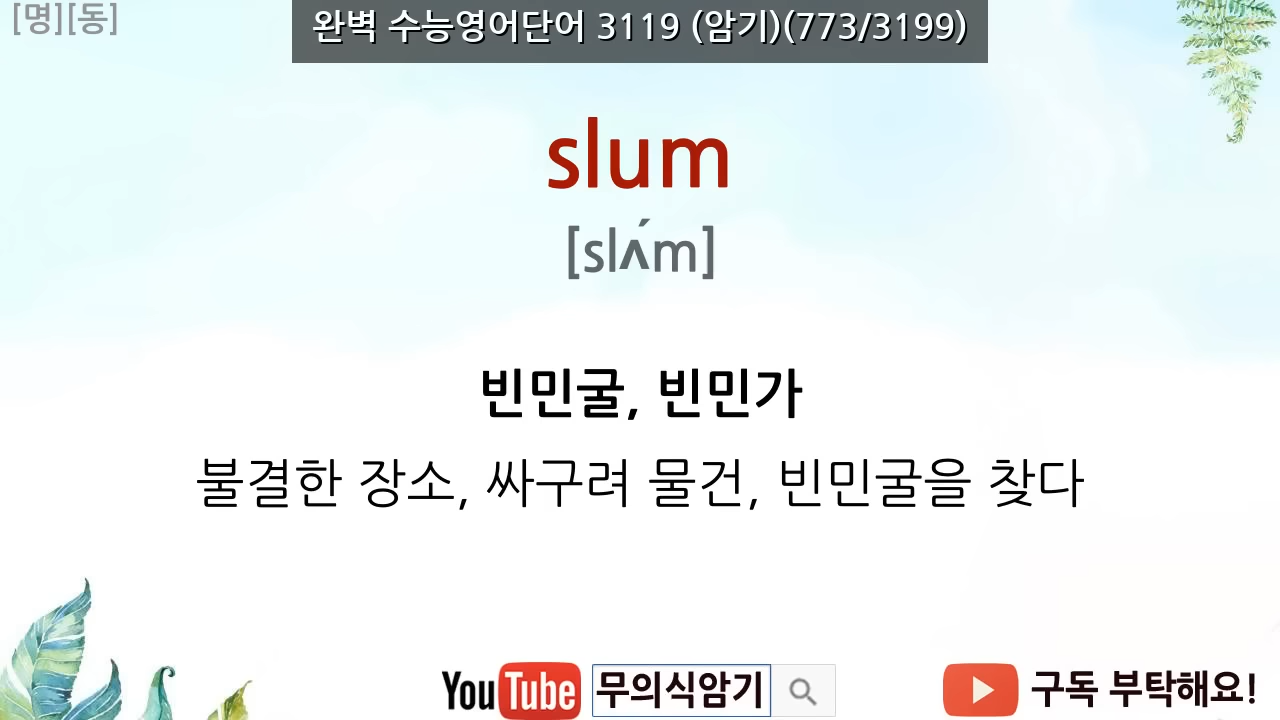 [명][동]
완벽 수능영어단어 3119 (암기)(773/3199)
slum
[slʌ́m]
빈민굴, 빈민가
불결한 장소, 싸구려 물건, 빈민굴을 찾다
YouTube 무의식암기
구독 부탁해요!